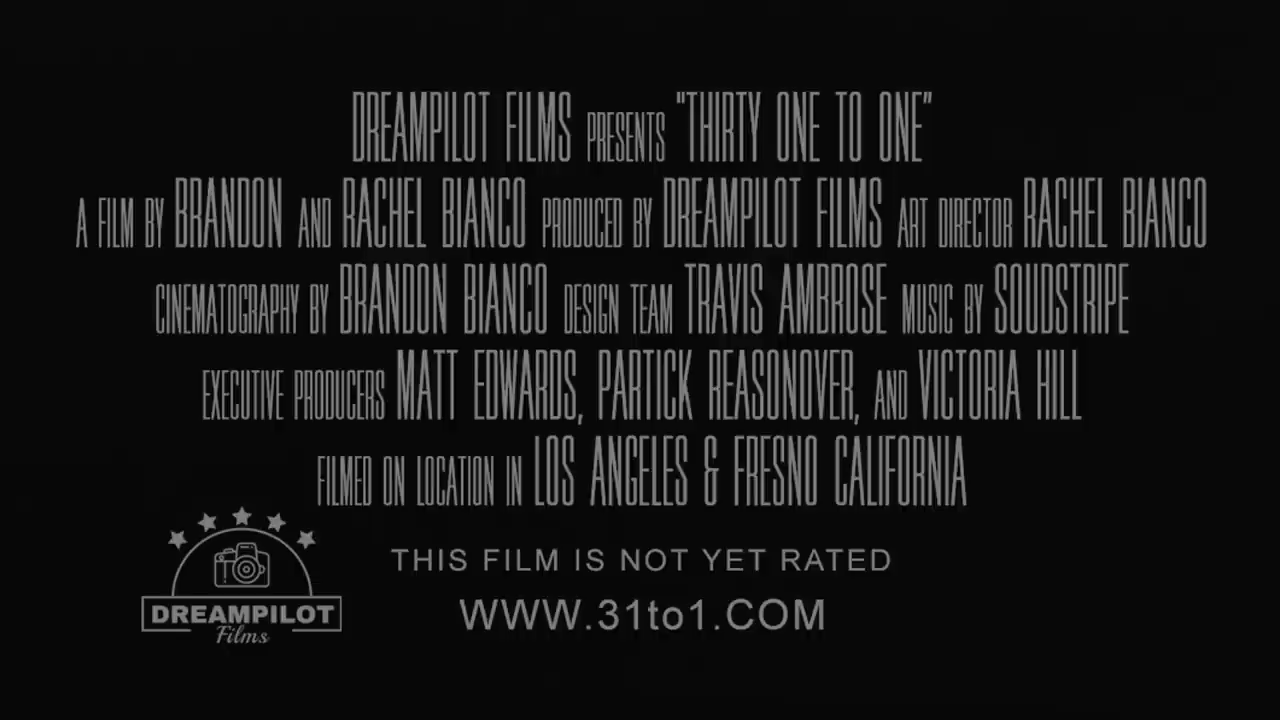 DREAMPILOT FILMS PRESENTS "THIRTY ONE TO ONE"
A FILM BY BRANDON AND RACHEL BIANCO PRODUCED BY DREAMPILOT FILMS ART DIRECTOR RACHEL BIANCO
CINEMATOGRAPHY BY BRANDON BIANCO DESIGN TEAM TRAVIS AMBROSE MUSIC BY SOUDSTRIPE
EXECUTIVE PRODUCERS MATT EDWARDS, PARTICK REASONOVER, AND VICTORIA HILL
FILMED ON LOCATION IN LOS ANGELES & FRESNO CALIFORNIA
THIS FILM IS NOT YET RATED
WWW.31to1.COM
DREAMPILOT
Films